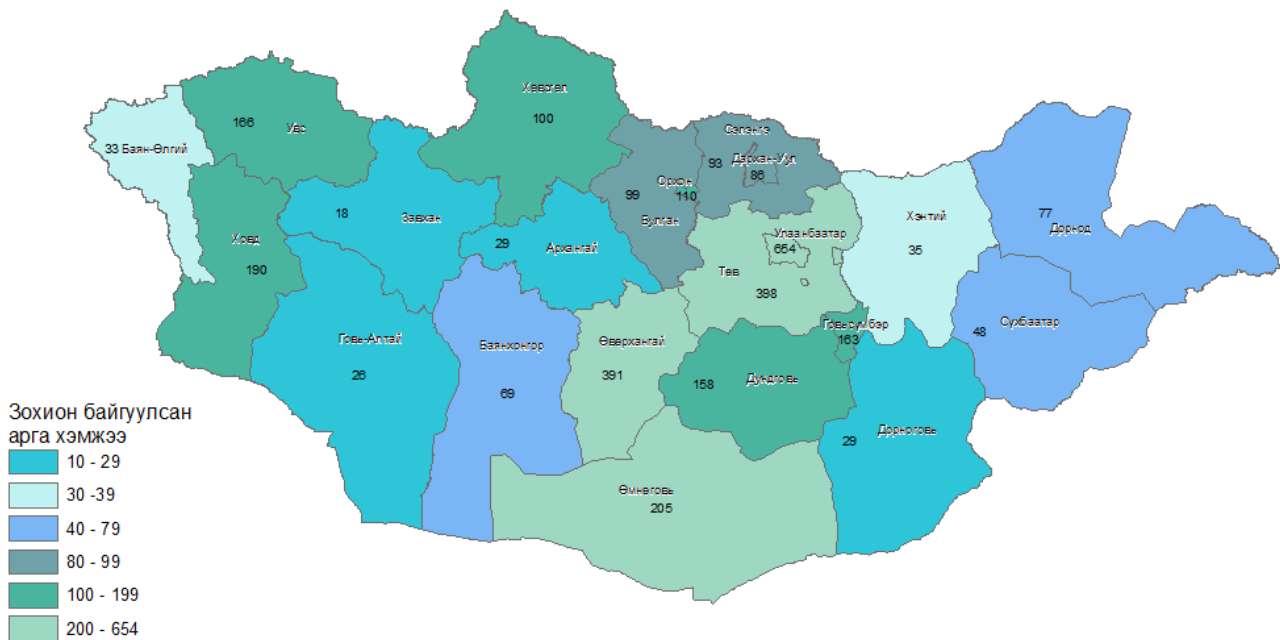 Хөвсгөл
100
166
Увс
33 Баян-Өлгий
Сэлэнгэ
93
Дархан-Уул
86
Орхон
110
99
Булган
18
Завхан
29
Архангай
Ховд
190
Улаанбаатар
654
Төв
398
Хэнтий
35
77
Дорнод
48
Сүхбаатар
Говьсүмбэр
163
Говь-Алтай
26
Баянхонгор
69
Өвөрхангай
391
158
Дундговь
29
Дорноговь
Өмнөговь
205
Зохион байгуулсан
арга хэмжээ
10 - 29
30 -39
40 - 79
80 - 99
100 - 199
200 - 654